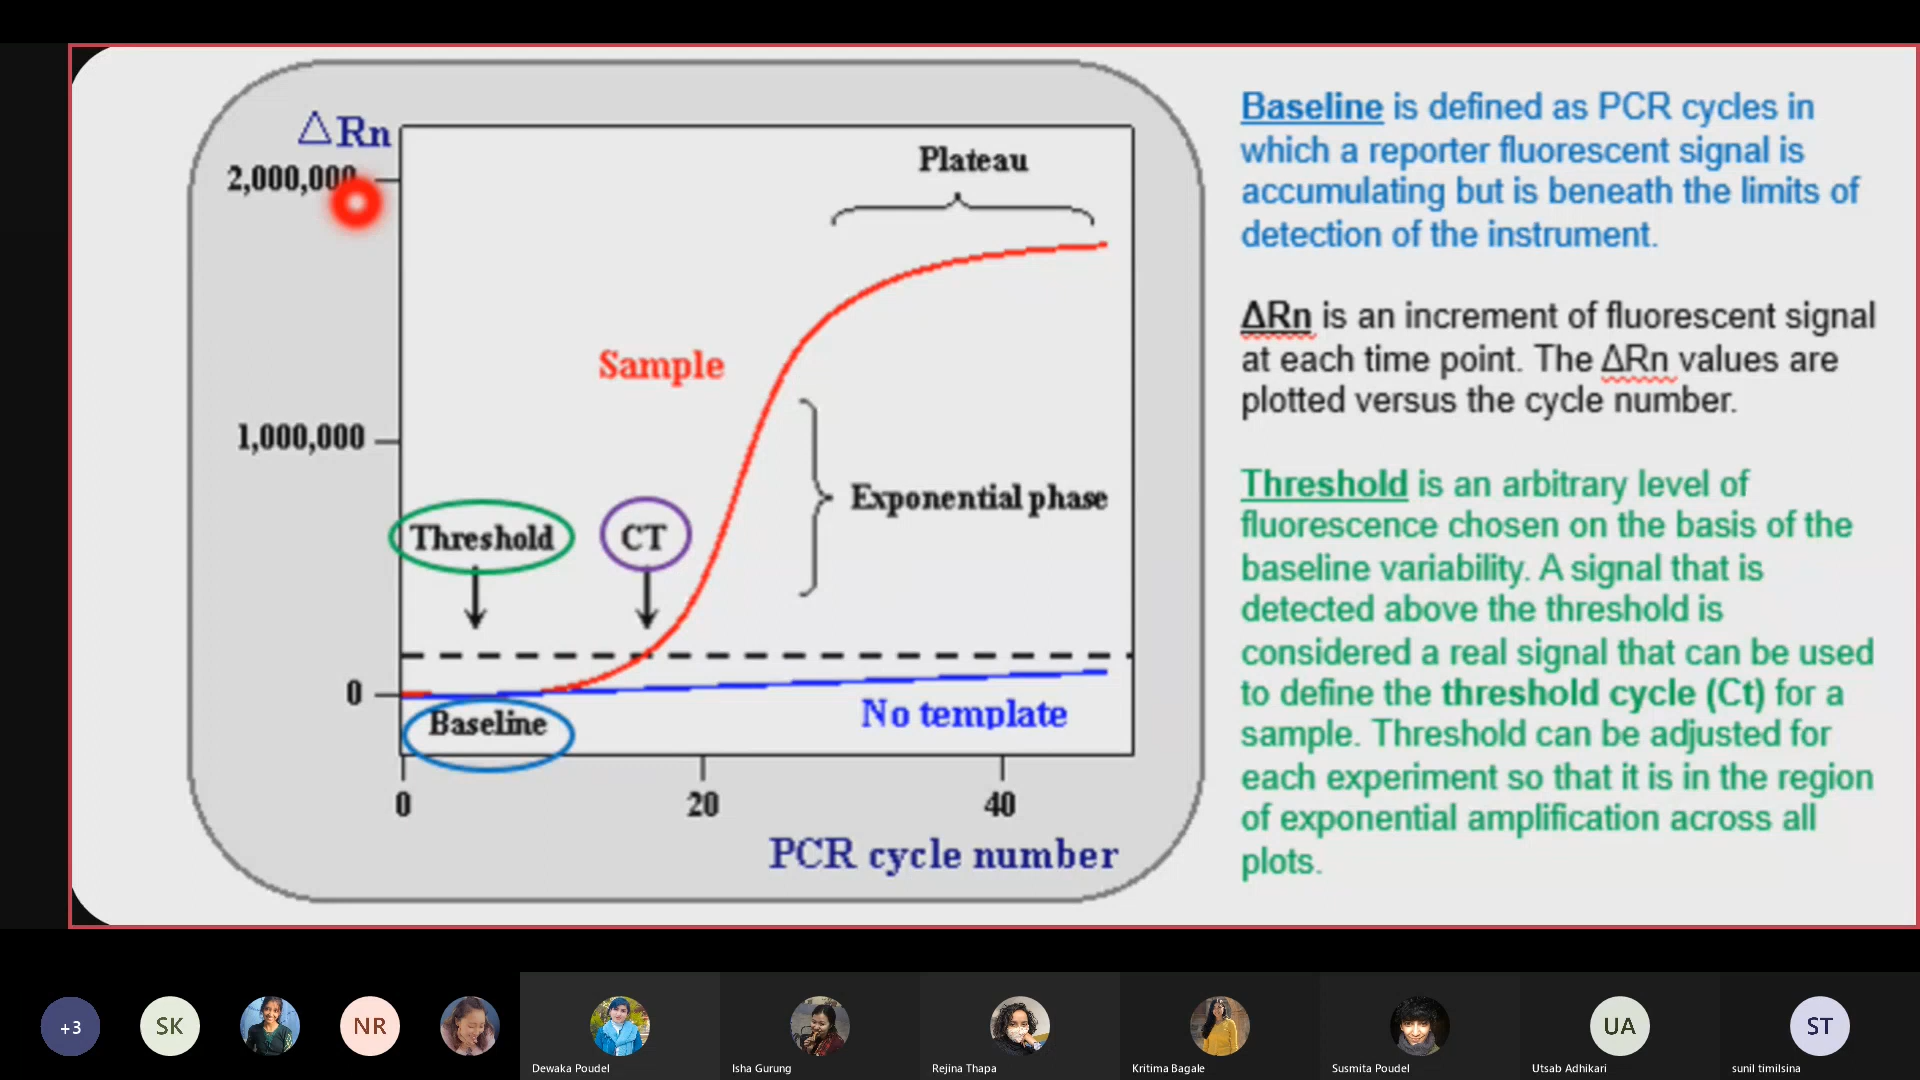 △Rn
2,000,000
1,000,000
0
Plateau
Sample
Exponential phase
Threshold
CT
Baseline
No template
0 20 40
PCR cycle number
Baseline is defined as PCR cycles in
which a reporter fluorescent signal is
accumulating but is beneath the limits of
detection of the instrument.
ΔRn is an increment of fluorescent signal
at each time point. The ΔRn values are
plotted versus the cycle number.
Threshold is an arbitrary level of
fluorescence chosen on the basis of the
baseline variability. A signal that is
detected above the threshold is
considered a real signal that can be used
to define the threshold cycle (Ct) for a
sample. Threshold can be adjusted for
each experiment so that it is in the region
of exponential amplification across all
plots.
+3 SK NR UA ST
Dewaka Poudel Isha Gurung Rejina Thapa Kritima Bagale Susmita Poudel Utsab Adhikari sunil timilsina